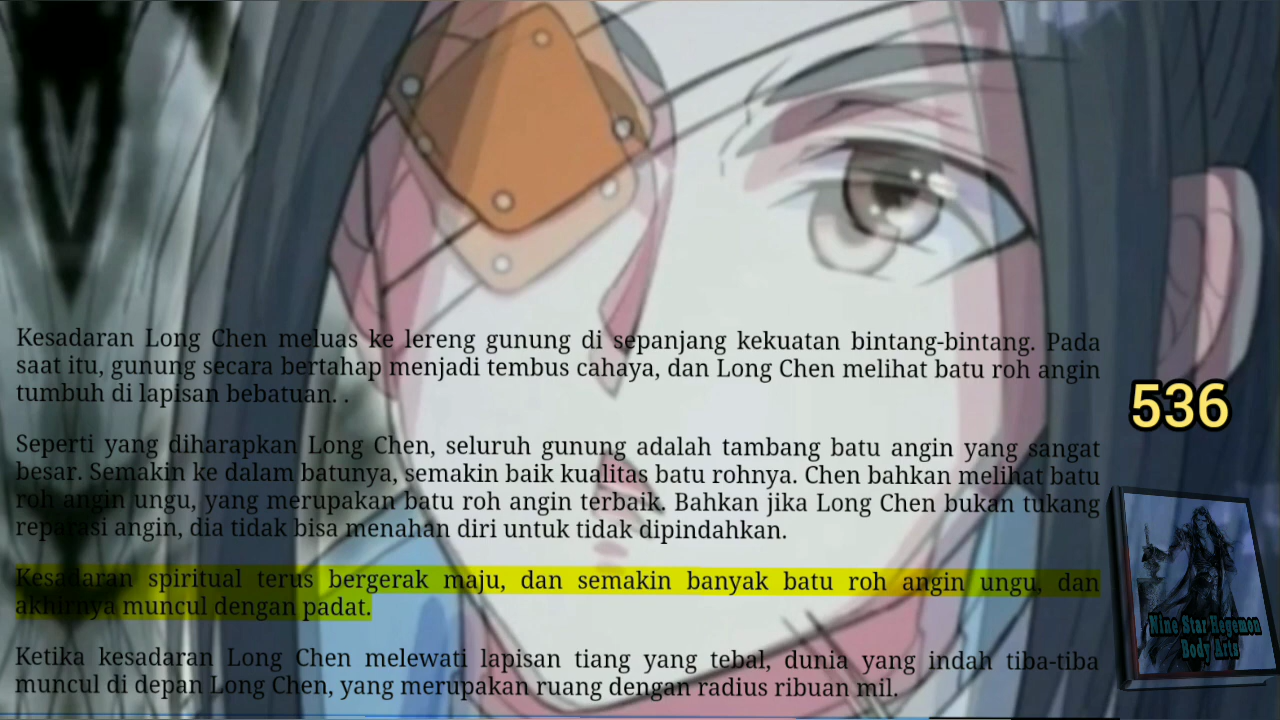 Kesadaran Long Chen meluas ke lereng gunung di sepanjang kekuatan bintang-bintang. Pada
saat itu, gunung secara bertahap menjadi tembus cahaya, dan Long Chen melihat batu roh angin
tumbuh di lapisan bebatuan. .
Seperti yang diharapkan Long Chen, seluruh gunung adalah tambang batu angin yang sangat
besar. Semakin ke dalam batunya, semakin baik kualitas batu rohnya. Chen bahkan melihat batu
roh angin ungu, yang merupakan batu roh angin terbaik. Bahkan jika Long Chen bukan tukang
reparasi angin, dia tidak bisa menahan diri untuk tidak dipindahkan.
Kesadaran spiritual terus bergerak maju, dan semakin banyak batu roh angin ungu, dan
akhirnya muncul dengan padat.
Ketika kesadaran Long Chen melewati lapisan tiang yang tebal, dunia yang indah tiba-tiba
muncul di depan Long Chen, yang merupakan ruang dengan radius ribuan mil.
536
Nine Star Hegemon
Body Arts